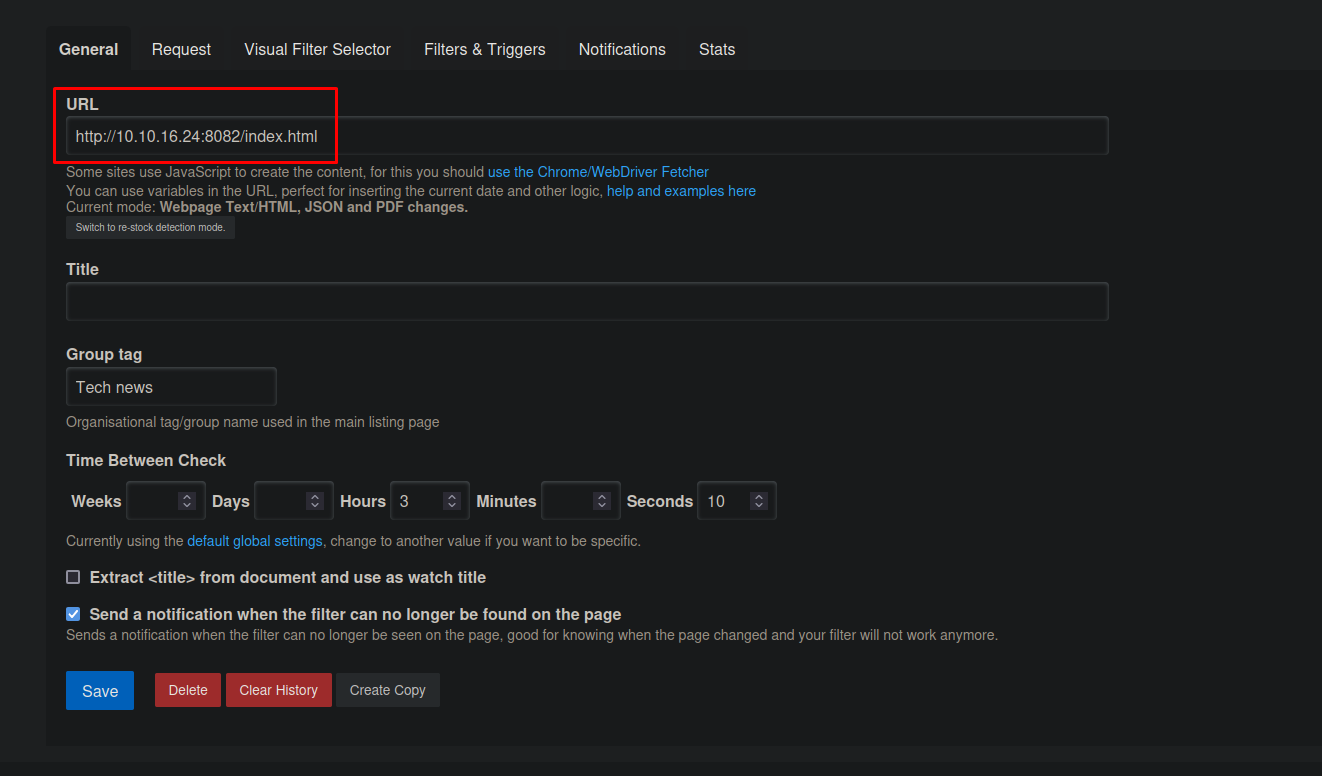 General Request Visual Filter Selector Filters & Triggers Notifications Stats
URL
http://10.10.16.24:8082/index.html
Some sites use JavaScript to create the content, for this you should use the Chrome/WebDriver Fetcher
You can use variables in the URL, perfect for inserting the current date and other logic, help and examples here
Current mode: Webpage Text/HTML, JSON and PDF changes.
Switch to re-stock detection mode.
Title
Group tag
Tech news
Organisational tag/group name used in the main listing page
Time Between Check
Weeks Days Hours 3 Minutes Seconds 10
Currently using the default global settings, change to another value if you want to be specific.
Extract <title> from document and use as watch title
Send a notification when the filter can no longer be found on the page
Sends a notification when the filter can no longer be seen on the page, good for knowing when the page changed and your filter will not work anymore.
Save Delete Clear History Create Copy